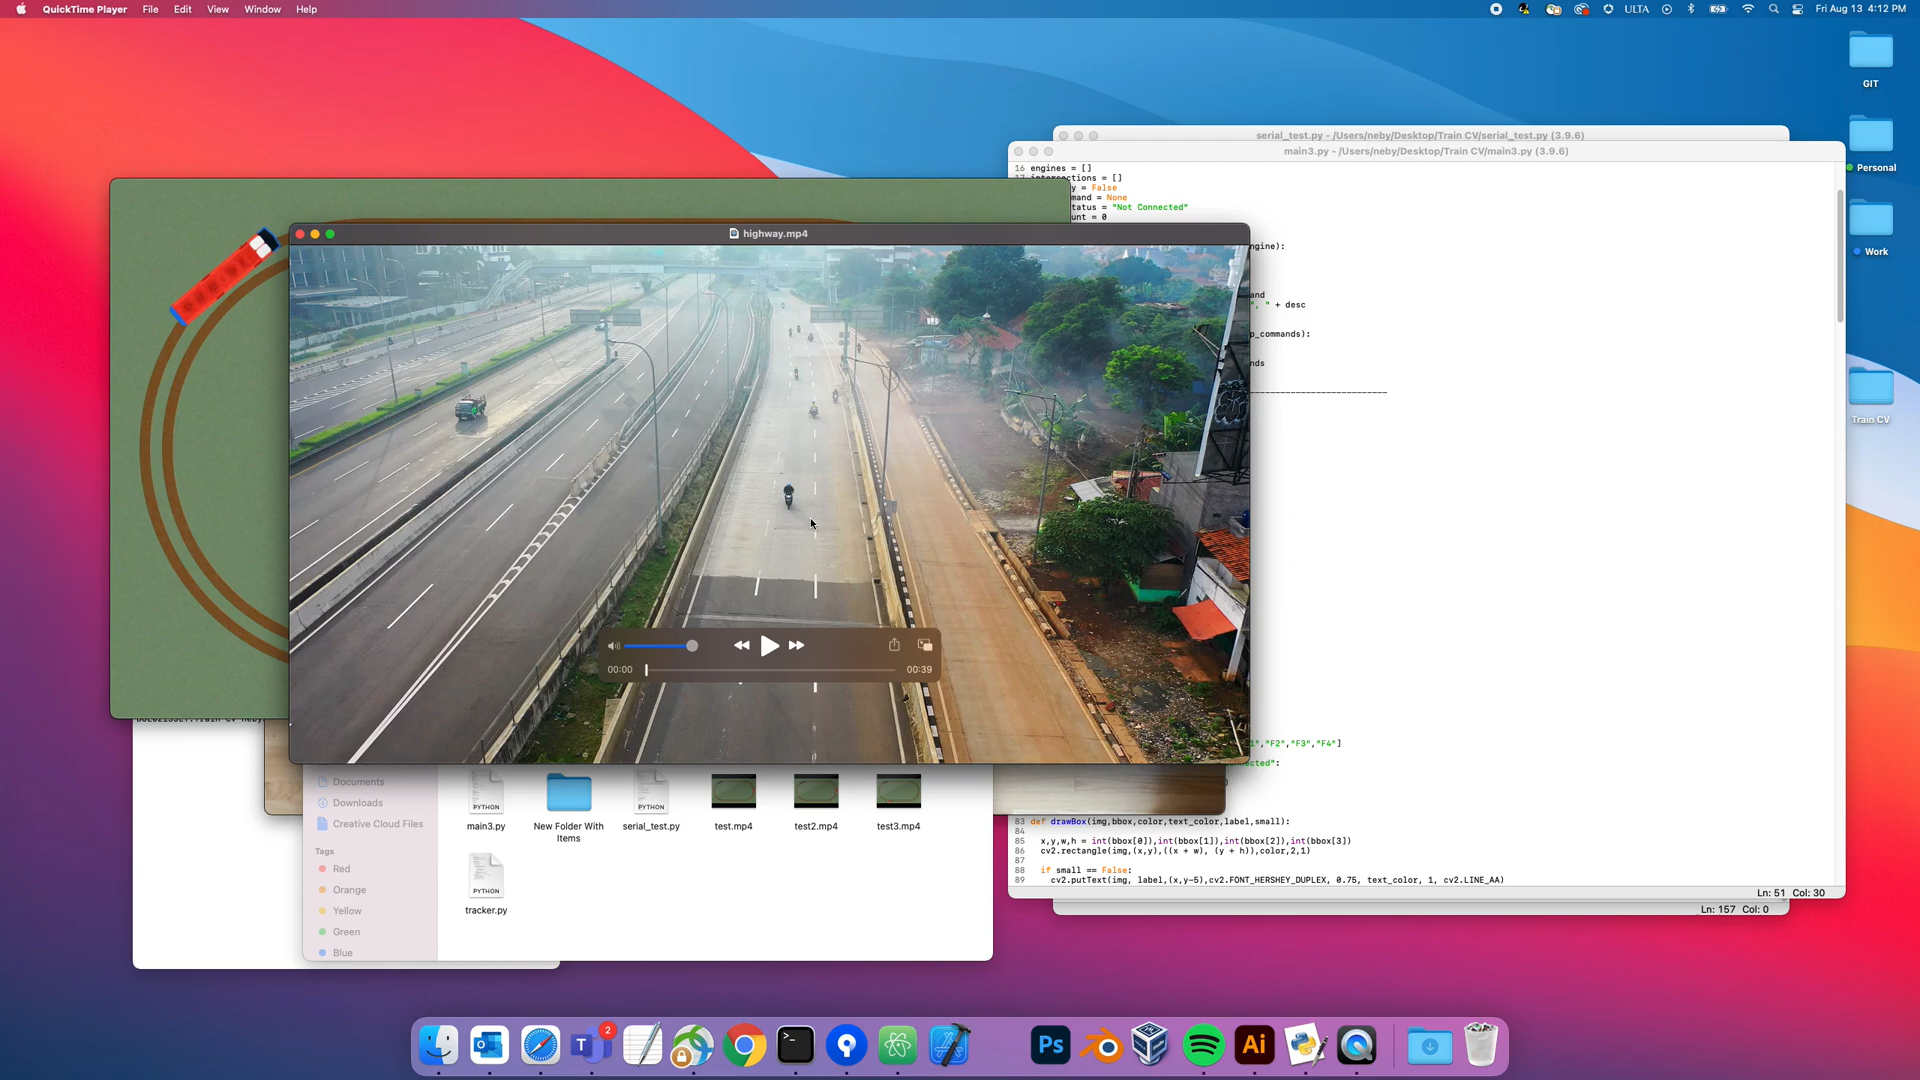 QuickTime Player File Edit View Window Help
ULTA Fri Aug 13 4:12 PM
GIT
Personal
Work
Train CV
serial_test.py - /Users/neby/Desktop/Train CV/serial_test.py (3.9.6)
main3.py - /Users/neby/Desktop/Train CV/main3.py (3.9.6)
16 engines = []
17 intersections = []
y = False
mand = None
tatus = "Not Connected"
unt = 0
ngine):
and
", " + desc
p_commands):
nds
highway.mp4
00:00
00:39
1","F2","F3","F4"]
nected":
83 def drawBox(img,bbox,color,text_color,label,small):
84
85 x,y,w,h = int(bbox[0]),int(bbox[1]),int(bbox[2]),int(bbox[3])
86 cv2.rectangle(img,(x,y),((x + w), (y + h)),color,2,1)
87
88 if small == False:
89 cv2.putText(img, label,(x,y-5),cv2.FONT_HERSHEY_DUPLEX, 0.75, text_color, 1, cv2.LINE_AA)
Ln: 51 Col: 30
Ln: 157 Col: 0
Documents
Downloads
Creative Cloud Files
Tags
Red
Orange
Yellow
Green
Blue
PYTHON
main3.py
New Folder With
Items
PYTHON
serial_test.py
test.mp4
test2.mp4
test3.mp4
PYTHON
tracker.py
2
T
Ps
Ai